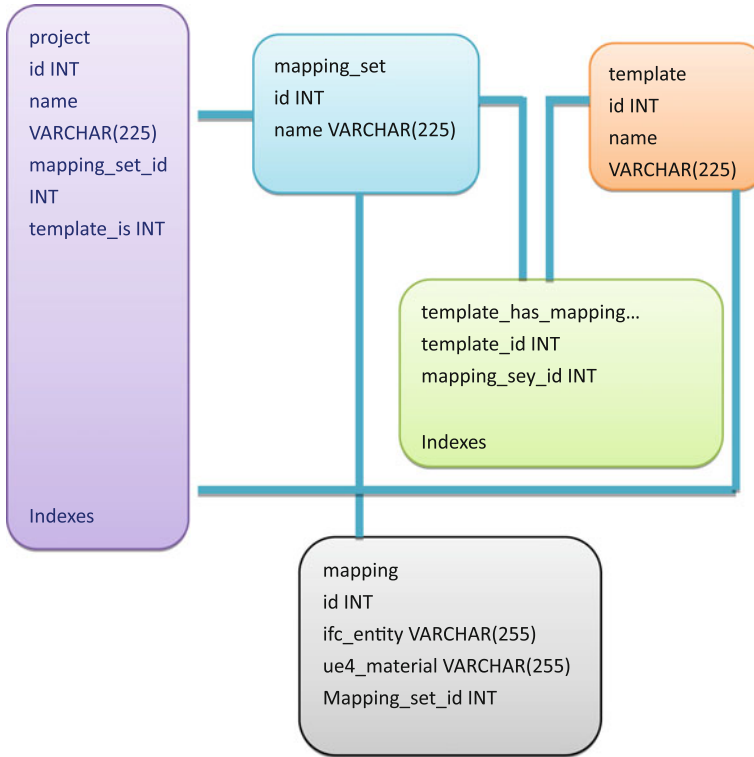 project
id INT
name
VARCHAR(225)
mapping_set_id
INT
template_is INT
Indexes
mapping_set
id INT
name VARCHAR(225)
template
id INT
name
VARCHAR(225)
template_has_mapping...
template_id INT
mapping_sey_id INT
Indexes
mapping
id INT
ifc_entity VARCHAR(255)
ue4_material VARCHAR(255)
Mapping_set_id INT